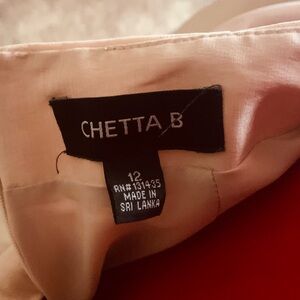 CHETTA B
12
RN#131435
MADE IN
SRI LANKA